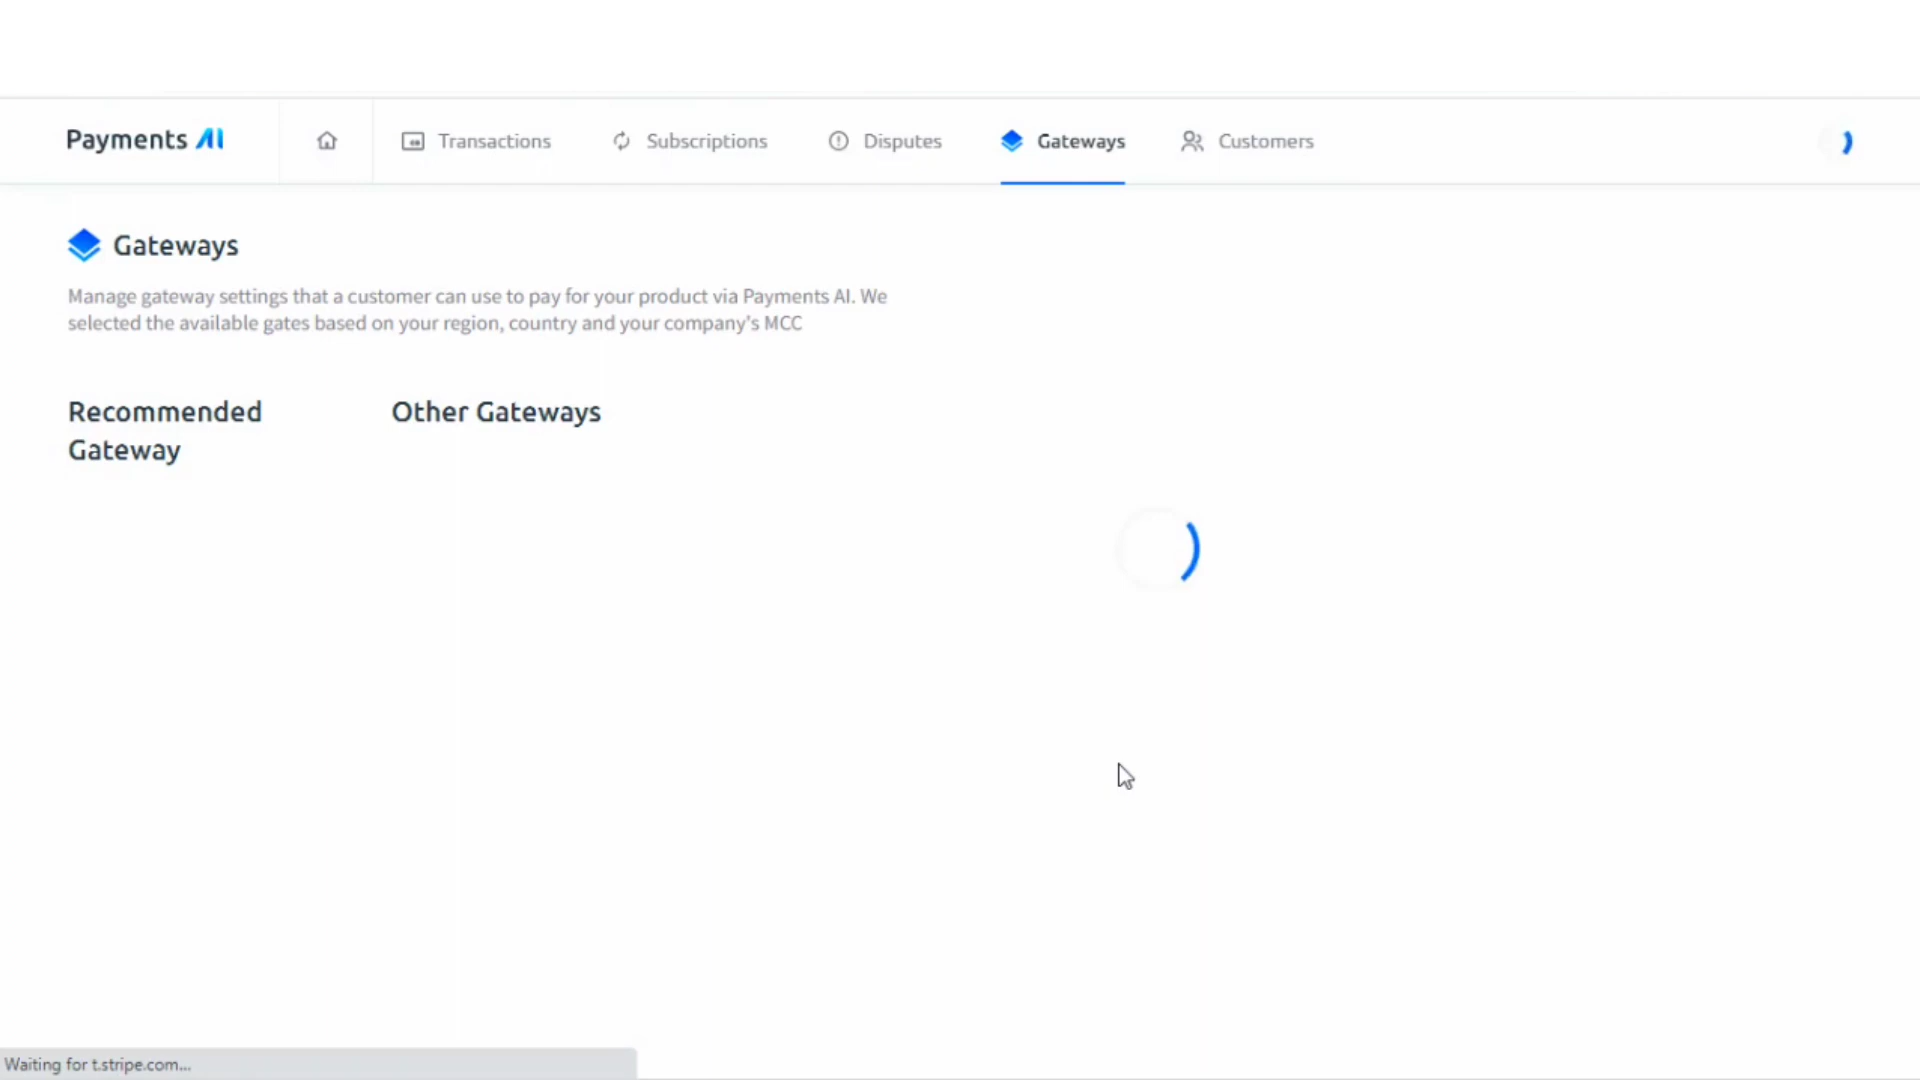 Payments AI
Transactions
Subscriptions
Disputes
Gateways
Customers
Gateways
Manage gateway settings that a customer can use to pay for your product via Payments AI. We
selected the available gates based on your region, country and your company's MCC
Recommended
Gateway
Other Gateways
Waiting for t.stripe.com...